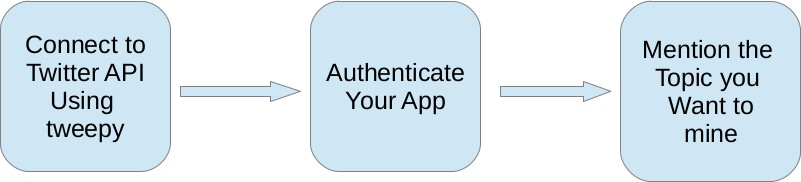 Connect to
Twitter API
Using
tweepy
Authenticate
Your App
Mention the
Topic you
Want to
mine